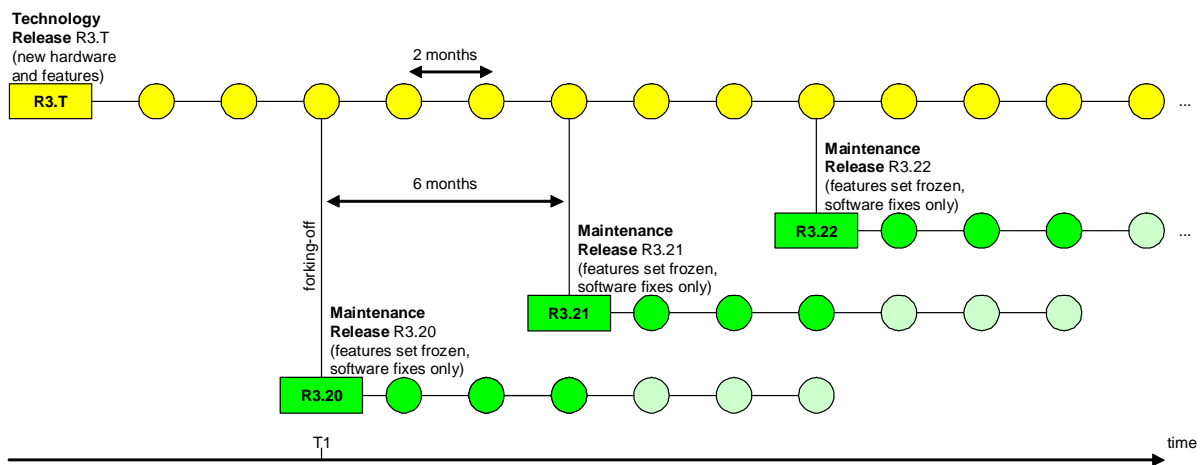 Technology
Release R3.T
(new hardware
and features)
2 months
R3.T
...
Maintenance
Release R3.22
(features set frozen,
software fixes only)
6 months
R3.22
...
forking-off
Maintenance
Release R3.21
(features set frozen,
software fixes only)
R3.21
Maintenance
Release R3.20
(features set frozen,
software fixes only)
R3.20
T1
time